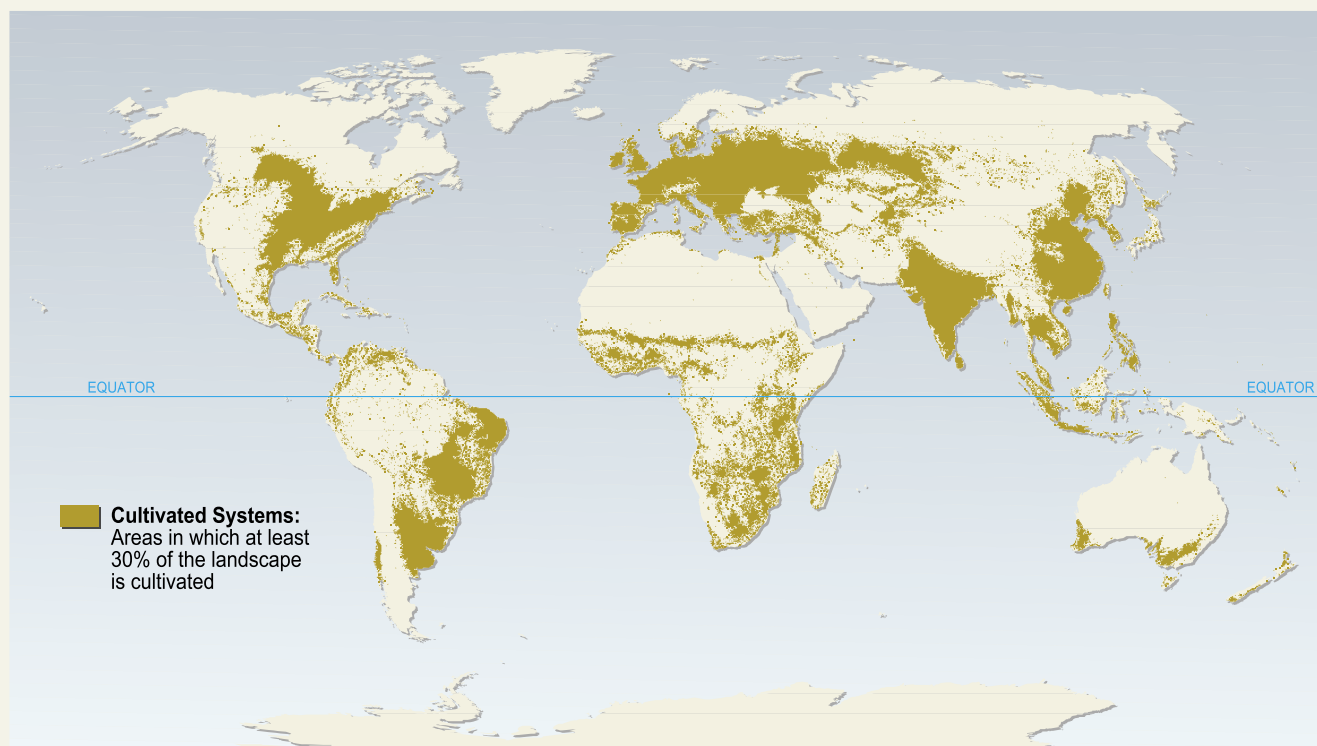 EQUATOR
EQUATOR
Cultivated Systems:
Areas in which at least
30% of the landscape
is cultivated